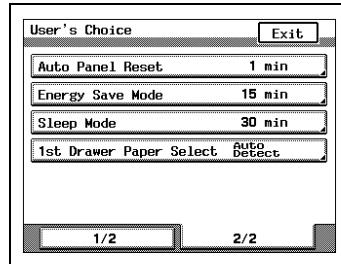 User's Choice
Exit
Auto Panel Reset 1 min
Energy Save Mode 15 min
Sleep Mode 30 min
1st Drawer Paper Select Auto Detect
1/2
2/2